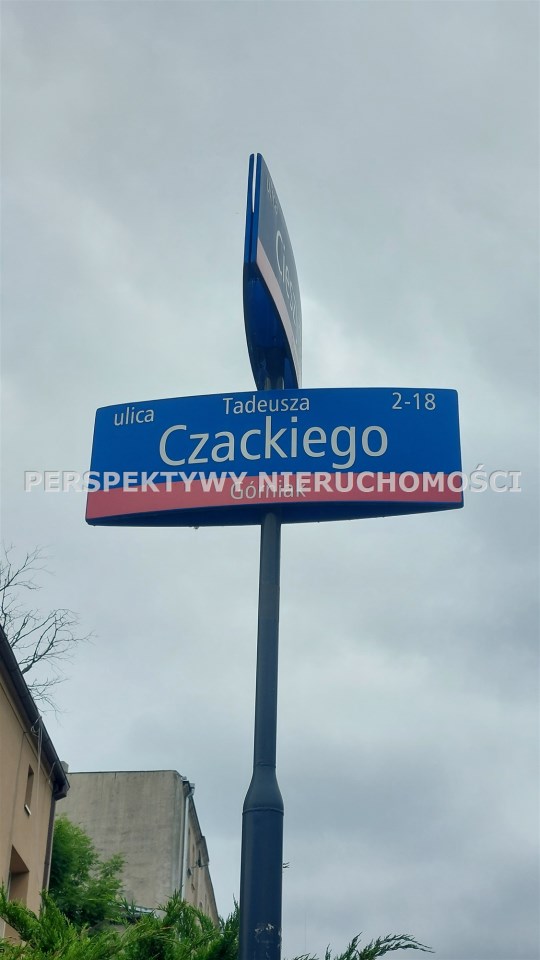 ulica
Tadeusza
2-18
Czackiego
Górniak
PERSPEKTYWY NIERUCHOMOŚCI